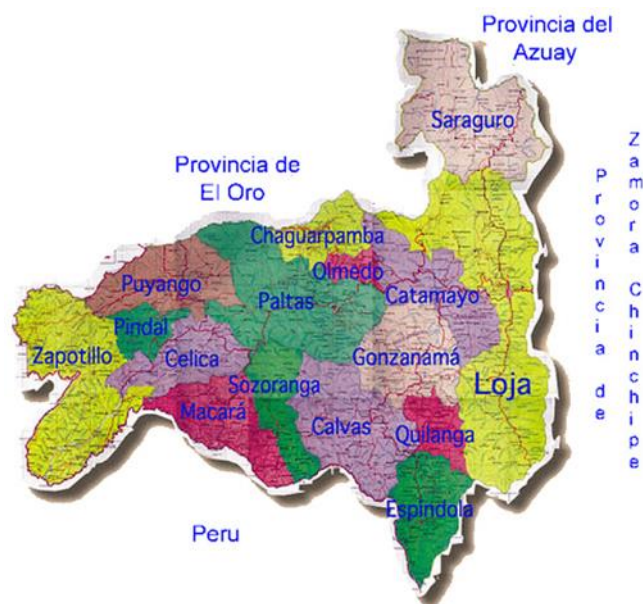 Provincia del
Azuay
Saraguro
Provincia de
El Oro
Provincia de
Zamora Chinchipe
Chaguarpamba
Olmedo
Puyango
Paltas
Catamayo
Pindal
Zapotillo
Celica
Gonzanamá
Sozoranga
Loja
Macará
Calvas
Quilanga
Espíndola
Peru